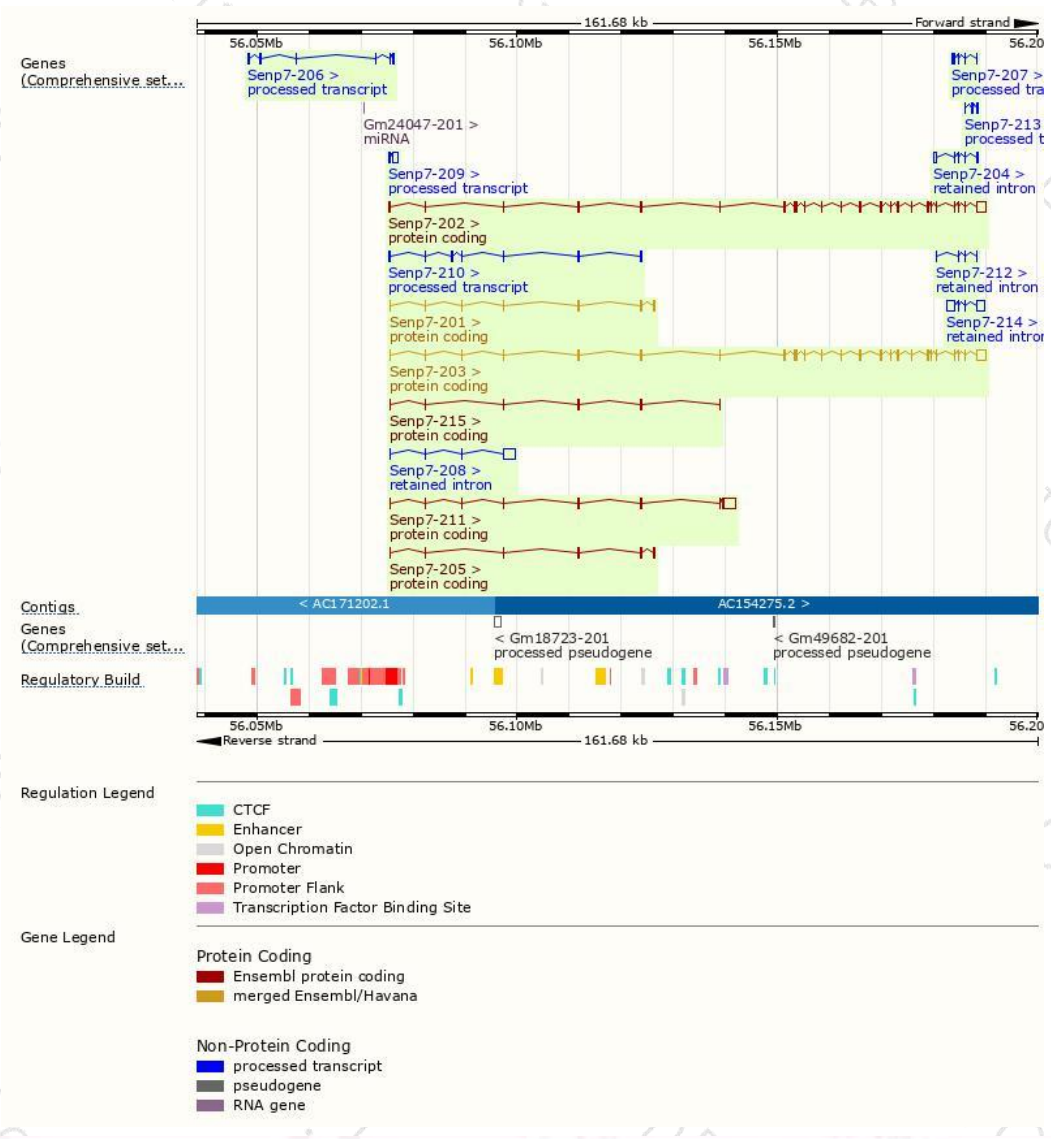 161.68 kb Forward strand
56.05Mb 56.10Mb 56.15Mb 56.20
Genes
(Comprehensive set...
Senp7-206 >
processed transcript
Senp7-207 >
processed tra
Gm24047-201 >
miRNA
Senp7-213
processed t
Senp7-209 >
processed transcript
Senp7-204 >
retained intron
Senp7-202 >
protein coding
Senp7-210 >
processed transcript
Senp7-212 >
retained intron
Senp7-201 >
protein coding
Senp7-214 >
retained intror
Senp7-203 >
protein coding
Senp7-215 >
protein coding
Senp7-208 >
retained intron
Senp7-211 >
protein coding
Senp7-205 >
protein coding
Contigs
< AC171202.1 AC154275.2 >
Genes
(Comprehensive set...
< Gm18723-201
processed pseudogene
< Gm49682-201
processed pseudogene
Regulatory Build
56.05Mb 56.10Mb 56.15Mb 56.20
Reverse strand 161.68 kb
Regulation Legend
CTCF
Enhancer
Open Chromatin
Promoter
Promoter Flank
Transcription Factor Binding Site
Gene Legend
Protein Coding
Ensembl protein coding
merged Ensembl/Havana
Non-Protein Coding
processed transcript
pseudogene
RNA gene